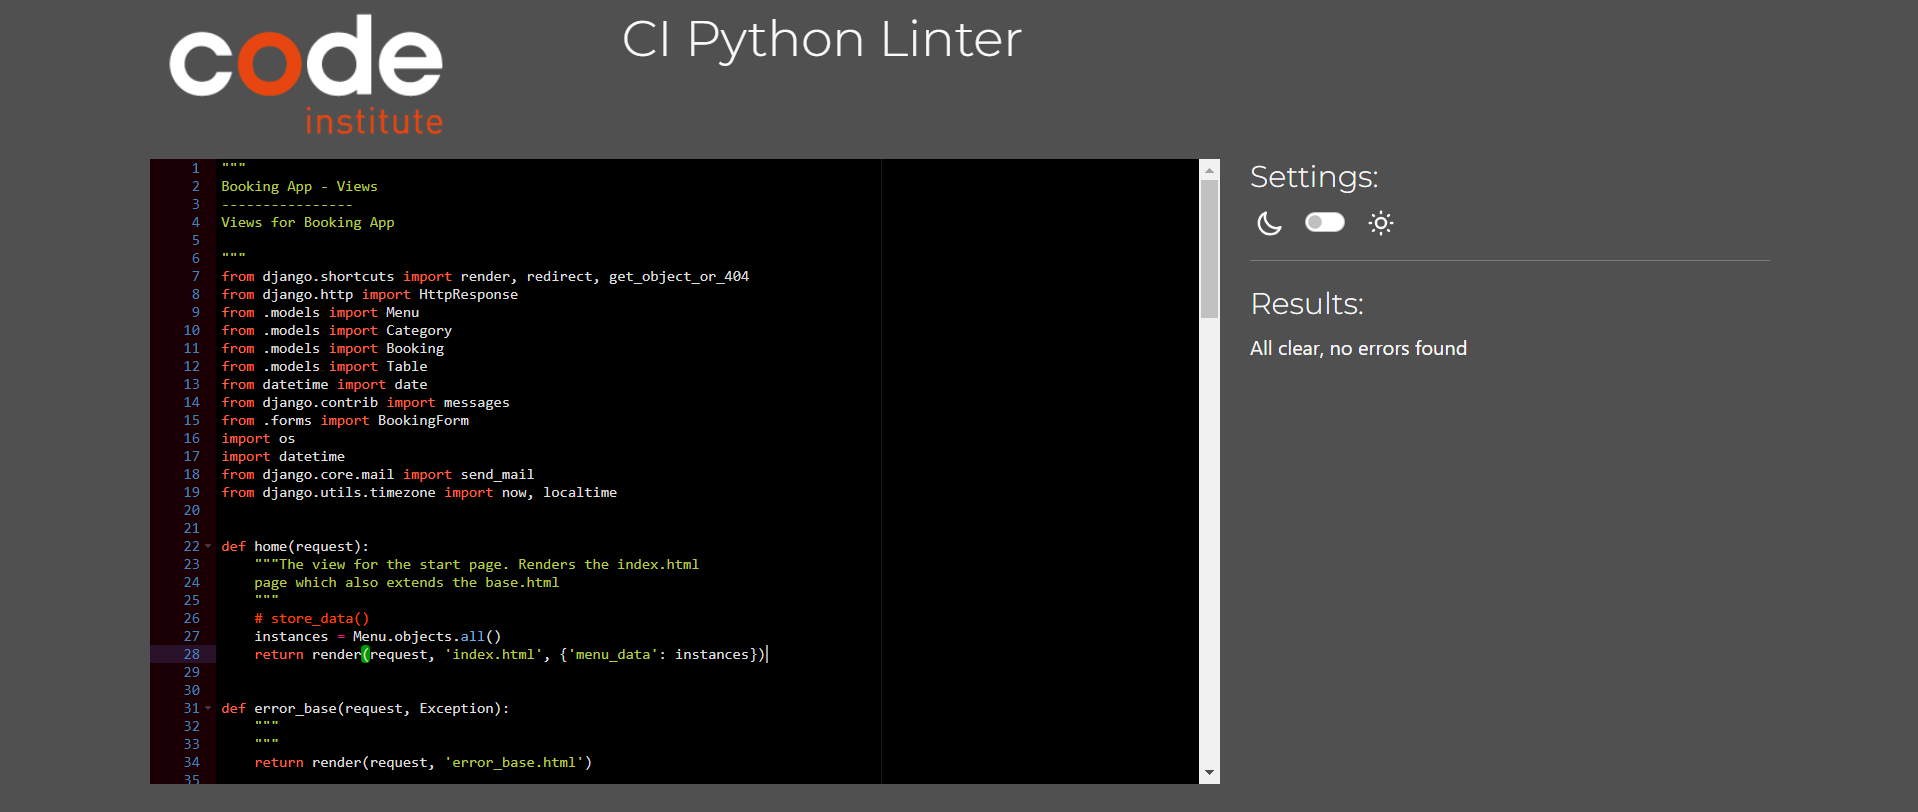 code
institute
CI Python Linter
1 """
2 Booking App - Views
3 ----------------
4 Views for Booking App
5
6 """
7 from django.shortcuts import render, redirect, get_object_or_404
8 from django.http import HttpResponse
9 from .models import Menu
10 from .models import Category
11 from .models import Booking
12 from .models import Table
13 from datetime import date
14 from django.contrib import messages
15 from .forms import BookingForm
16 import os
17 import datetime
18 from django.core.mail import send_mail
19 from django.utils.timezone import now, localtime
20
21
22 def home(request):
23     """The view for the start page. Renders the index.html
24     page which also extends the base.html
25     """
26     # store_data()
27     instances = Menu.objects.all()
28     return render(request, 'index.html', {'menu_data': instances})
29
30
31 def error_base(request, Exception):
32     """
33     """
34     return render(request, 'error_base.html')
35
Settings:
Results:
All clear, no errors found